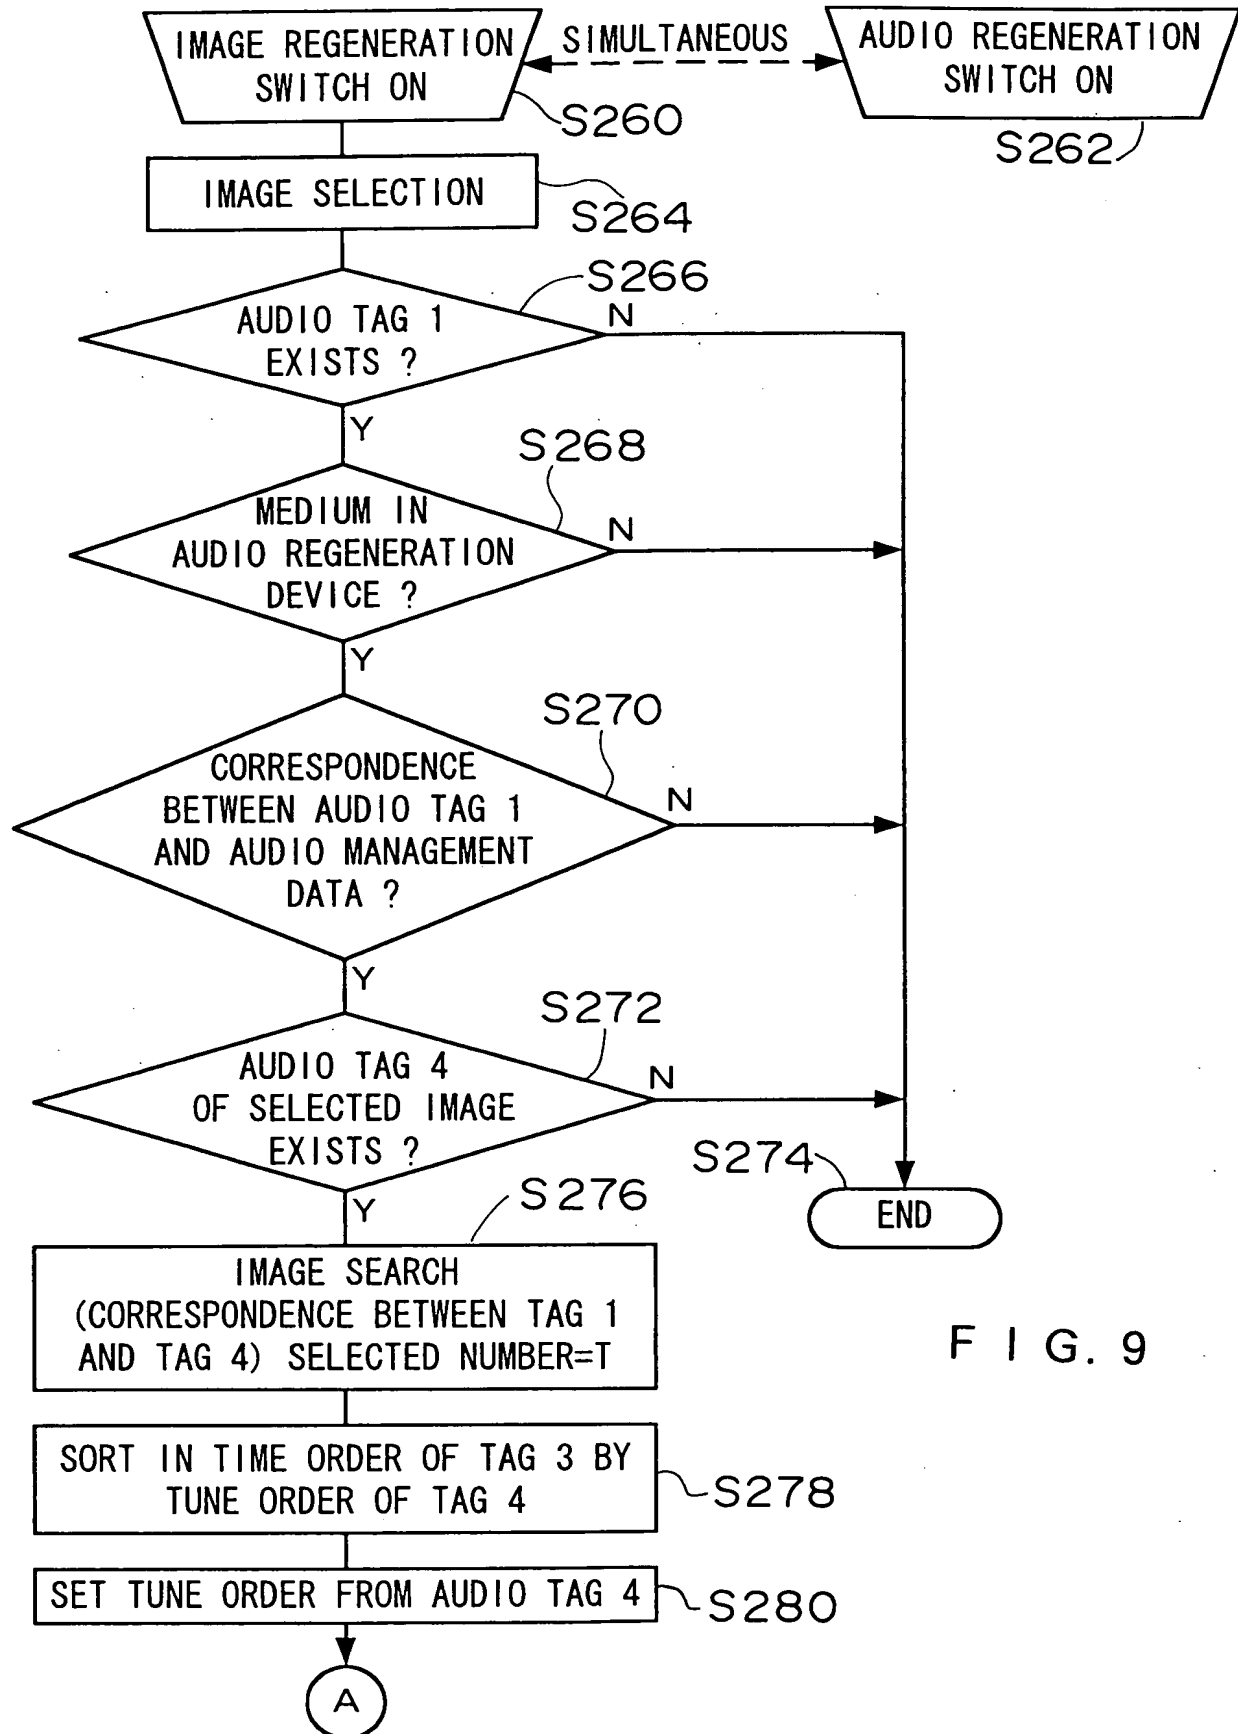 IMAGE REGENERATION
SWITCH ON
SIMULTANEOUS
AUDIO REGENERATION
SWITCH ON
S260
S262
IMAGE SELECTION
S264
S266
AUDIO TAG 1
EXISTS ?
N
Y
S268
MEDIUM IN
AUDIO REGENERATION
DEVICE ?
N
Y
S270
CORRESPONDENCE
BETWEEN AUDIO TAG 1
AND AUDIO MANAGEMENT
DATA ?
N
Y
S272
AUDIO TAG 4
OF SELECTED IMAGE
EXISTS ?
N
Y
S274
END
S276
IMAGE SEARCH
(CORRESPONDENCE BETWEEN TAG 1
AND TAG 4) SELECTED NUMBER=T
FIG. 9
SORT IN TIME ORDER OF TAG 3 BY
TUNE ORDER OF TAG 4
S278
SET TUNE ORDER FROM AUDIO TAG 4
S280
A